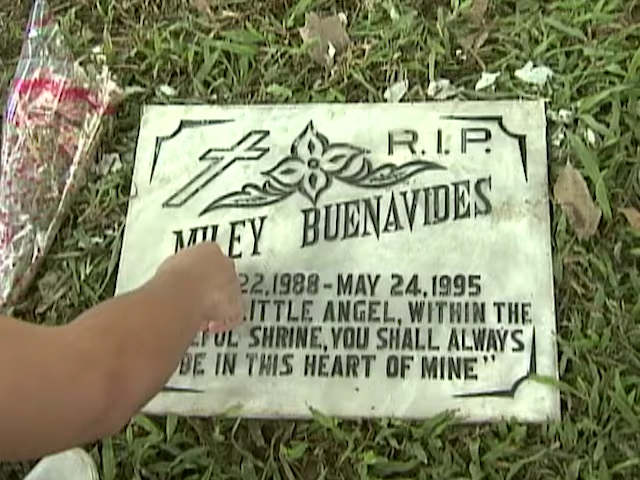 R.I.P.
MILEY BUENAVIDES
22,1988-MAY 24,1995
LITTLE ANGEL, WITHIN THE
SHRINE, YOU SHALL ALWAYS
BE IN THIS HEART OF MINE"